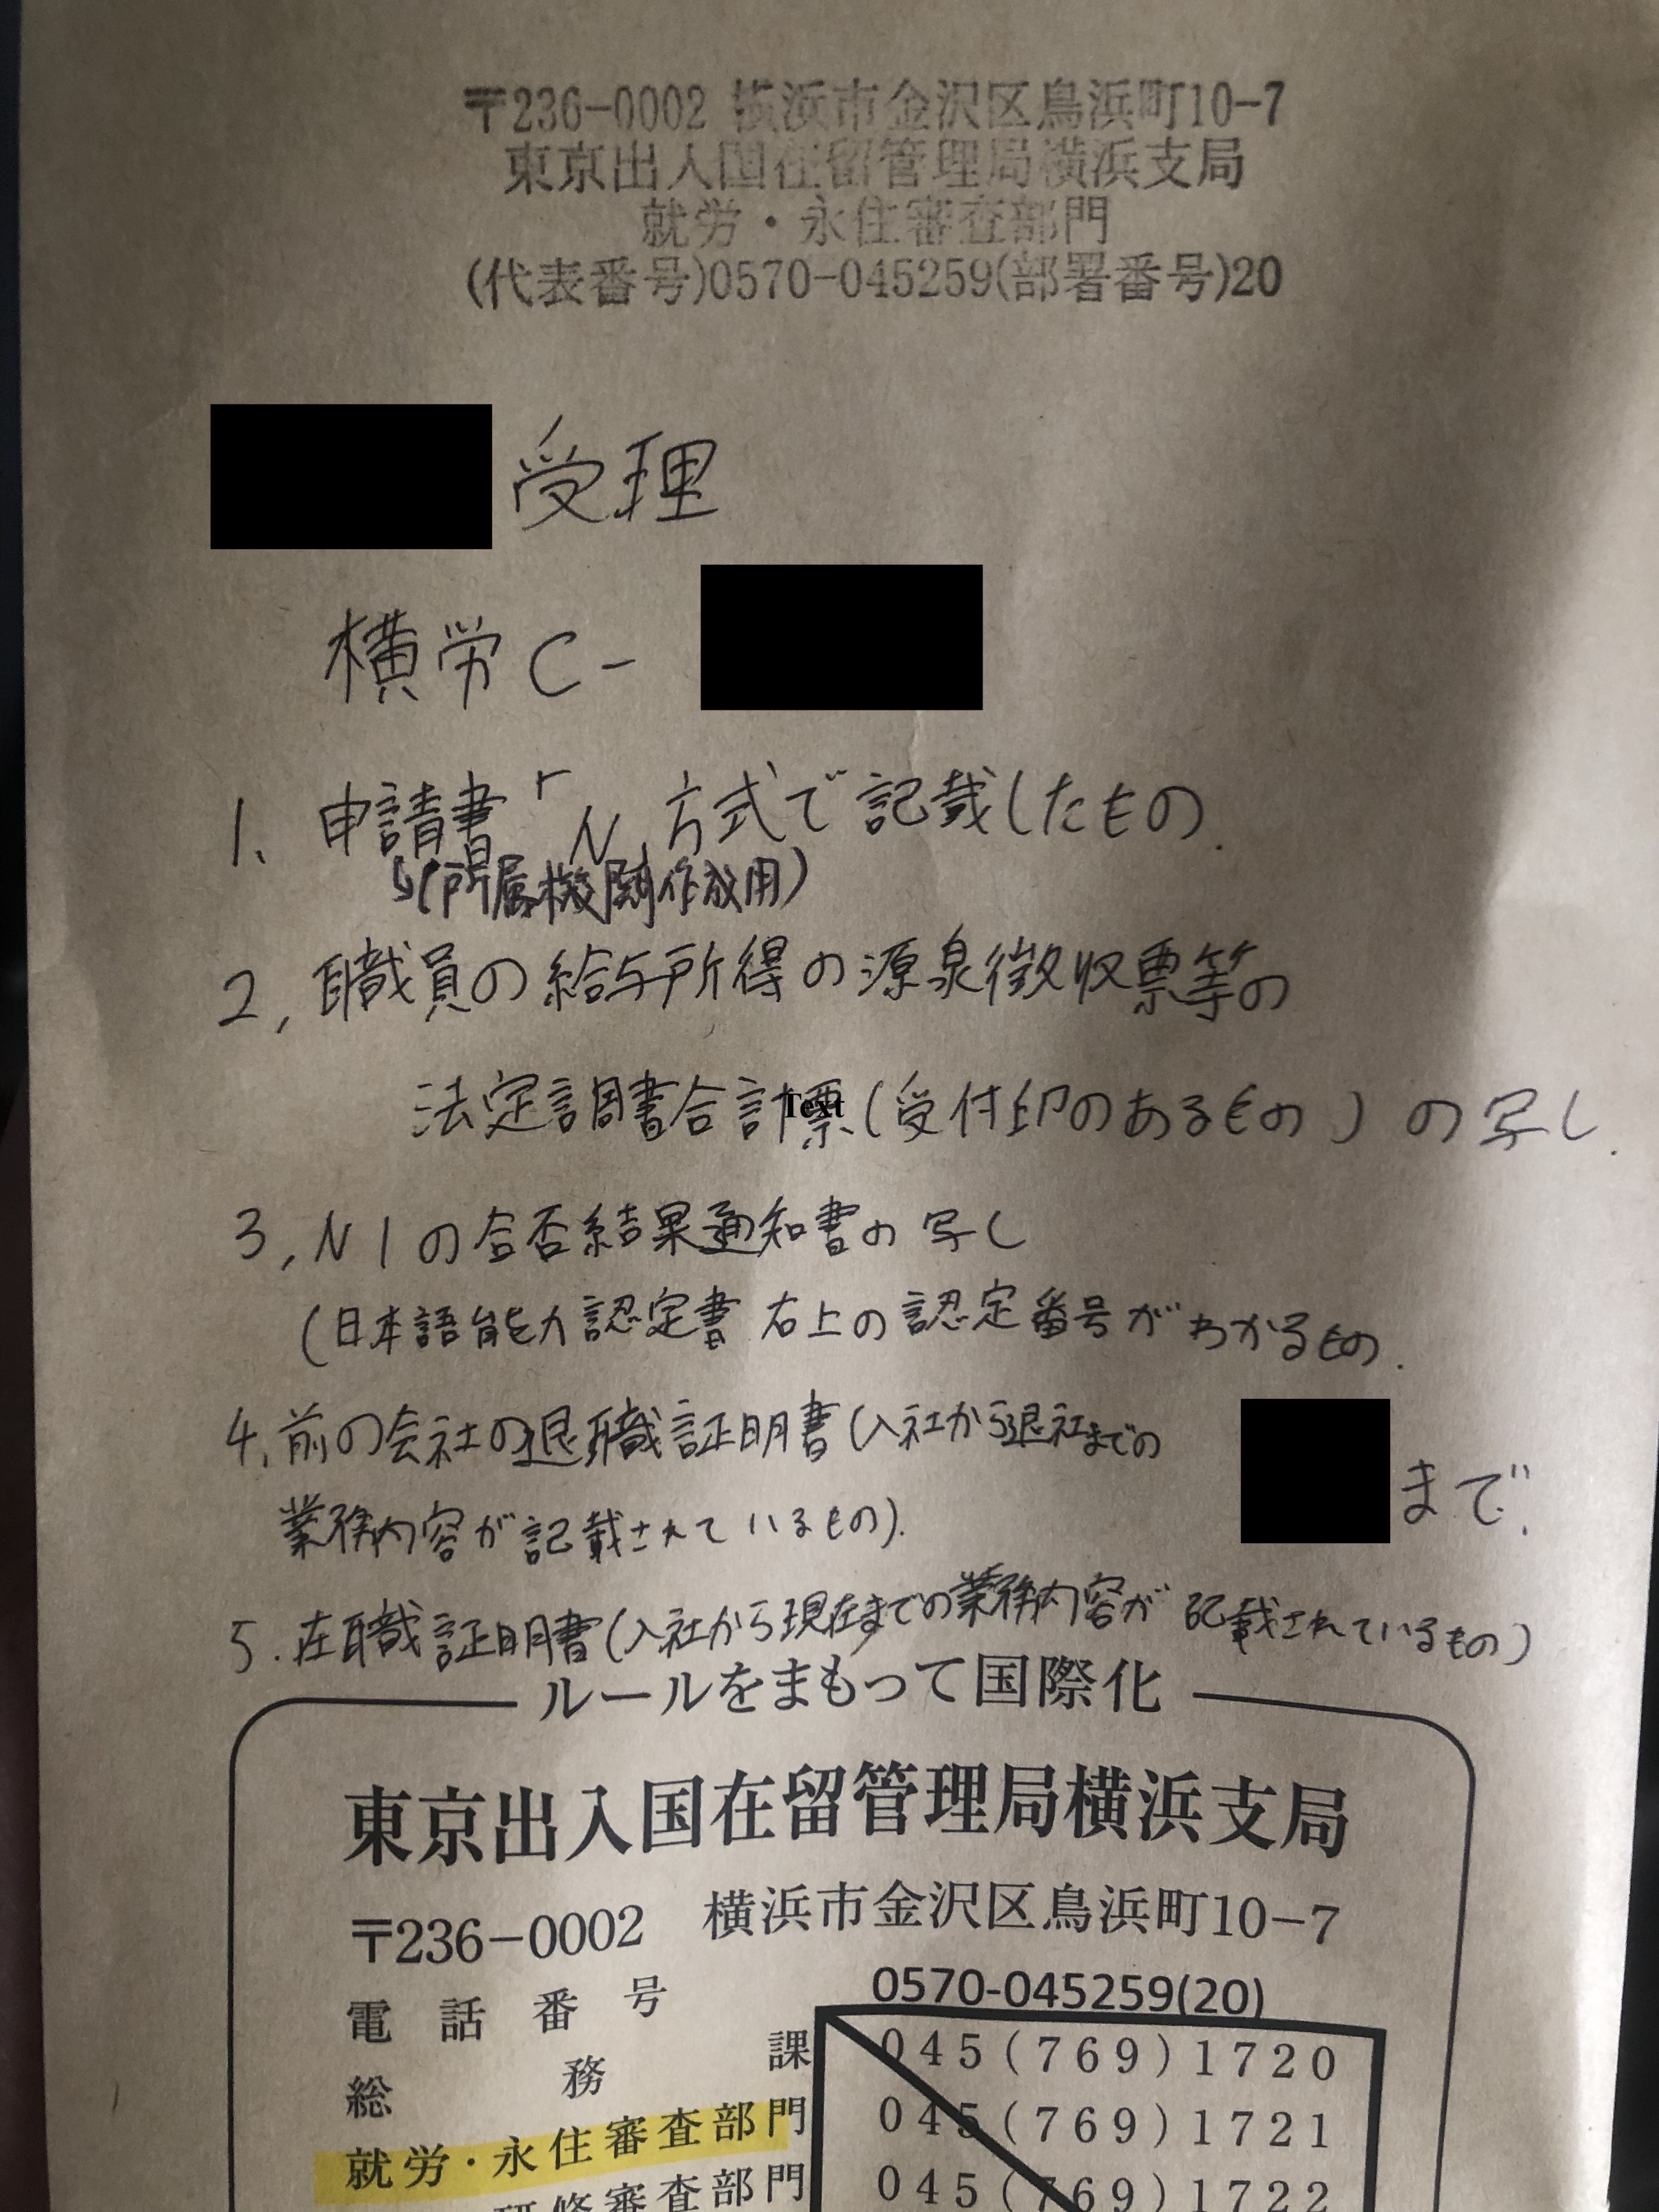 〒236-0002 横浜市金沢区鳥浜町10-7
東京出入国在留管理局横浜支局
就労・永住審査部門
(代表番号)0570-045259(部署番号)20
受理
横労C-
1、申請書「N」方式で記載したもの.
↳(所属機関作成用)
2,職員の給与所得の源泉徴収票等の
法定調書合計票(受付印のあるもの)の写し.
Text
3,N1の合否結果通知書の写し
(日本語能力認定書 右上の認定番号がわかるもの.
4.前の会社の退職証明書(入社から退社までの
業務内容が記載されているもの).
まで.
5.在職証明書(入社から現在までの業務内容が記載されているもの)
ルールをまもって国際化
東京出入国在留管理局横浜支局
〒236-0002 横浜市金沢区鳥浜町10-7
電話番号 0570-045259(20)
総務課 045(769)1720
就労・永住審査部門 045(769)1721
研修審査部門 045(769)1722